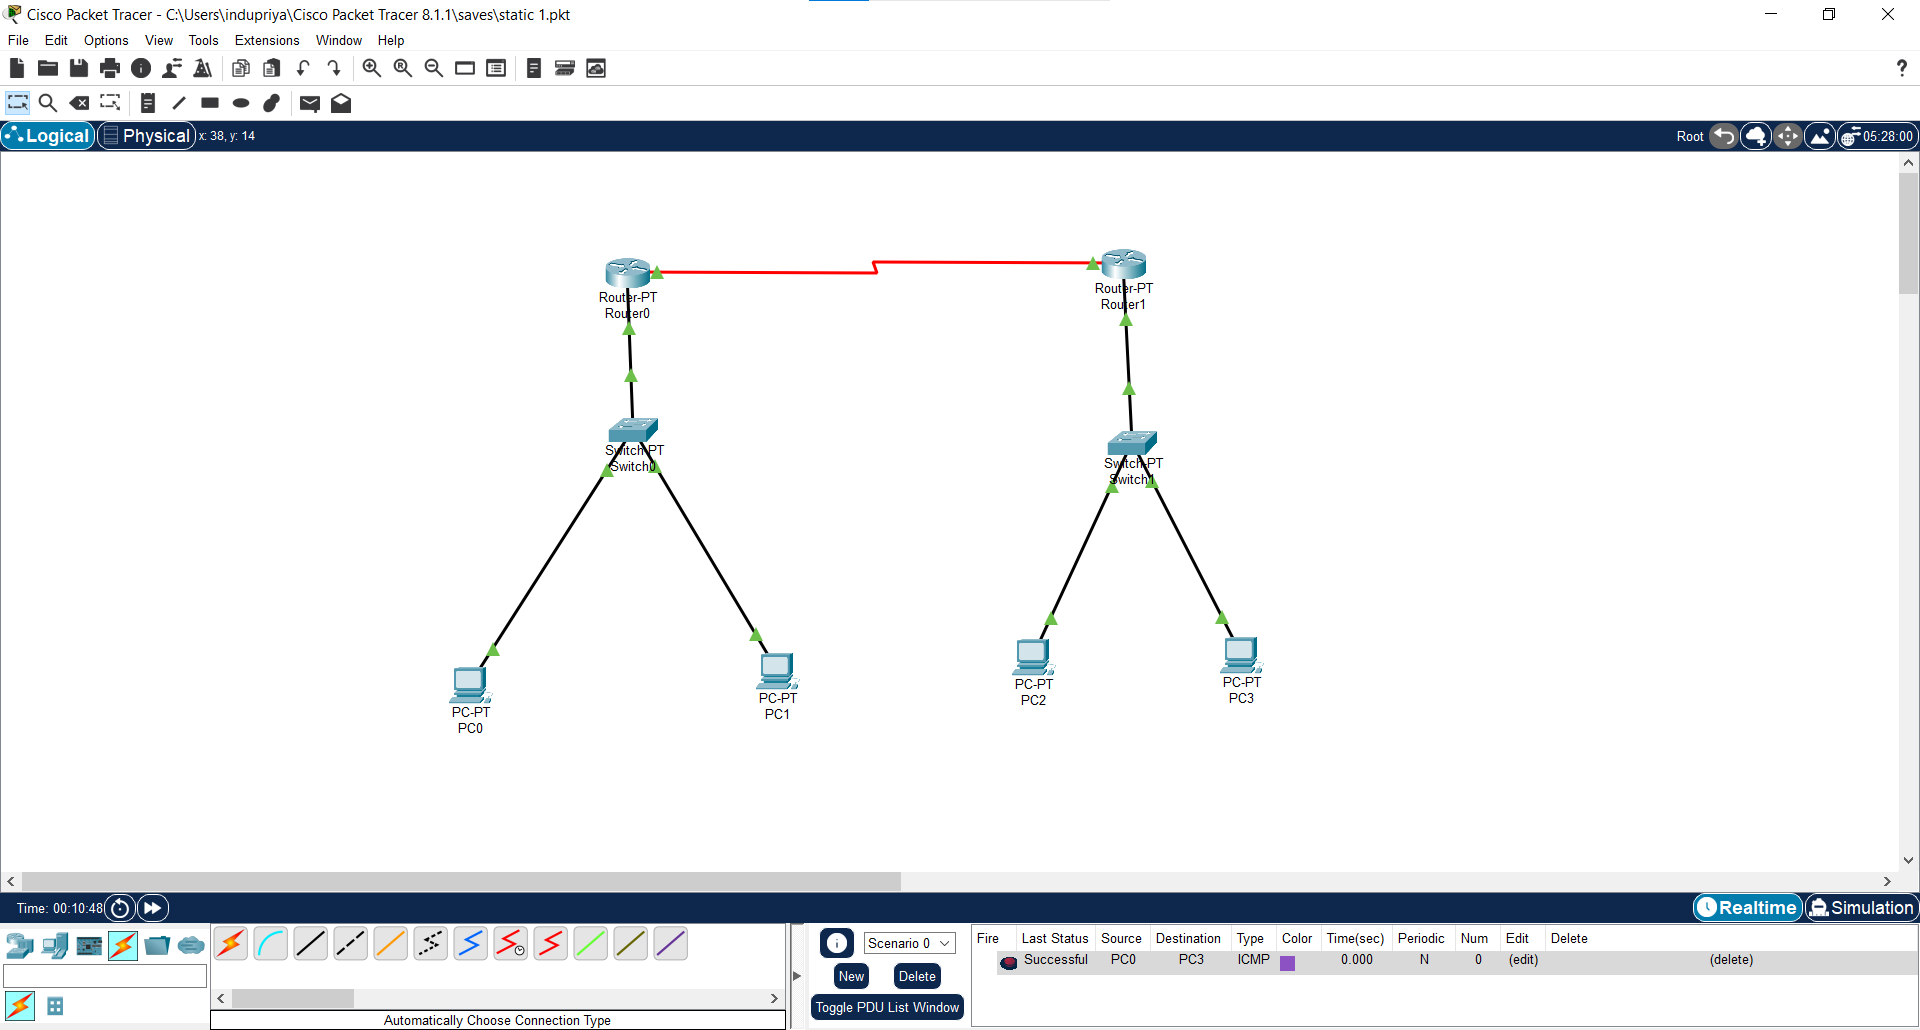 Cisco Packet Tracer - C:\Users\indupriya\Cisco Packet Tracer 8.1.1\saves\static 1.pkt
File Edit Options View Tools Extensions Window Help
?
Logical Physical x: 38, y: 14 Root 05:28:00
Router-PT
Router0
Router-PT
Router1
Switch-PT
Switch0
Switch-PT
Switch1
PC-PT
PC0
PC-PT
PC1
PC-PT
PC2
PC-PT
PC3
Time: 00:10:48 Realtime Simulation
Scenario 0
New Delete
Toggle PDU List Window
Fire Last Status Source Destination Type Color Time(sec) Periodic Num Edit Delete
Successful PC0 PC3 ICMP 0.000 N 0 (edit) (delete)
Automatically Choose Connection Type